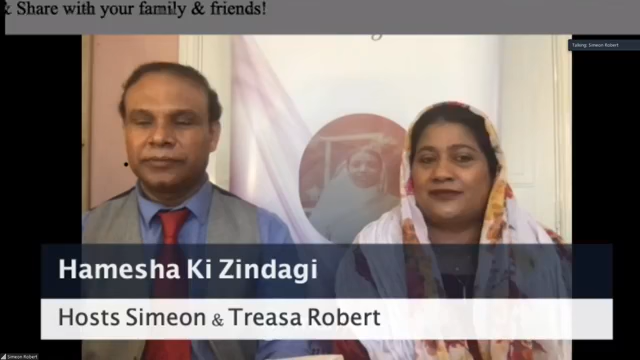 & Share with your family & friends!
Talking: Simeon Robert
Hamesha Ki Zindagi
Hosts Simeon & Treasa Robert
Simeon Robert